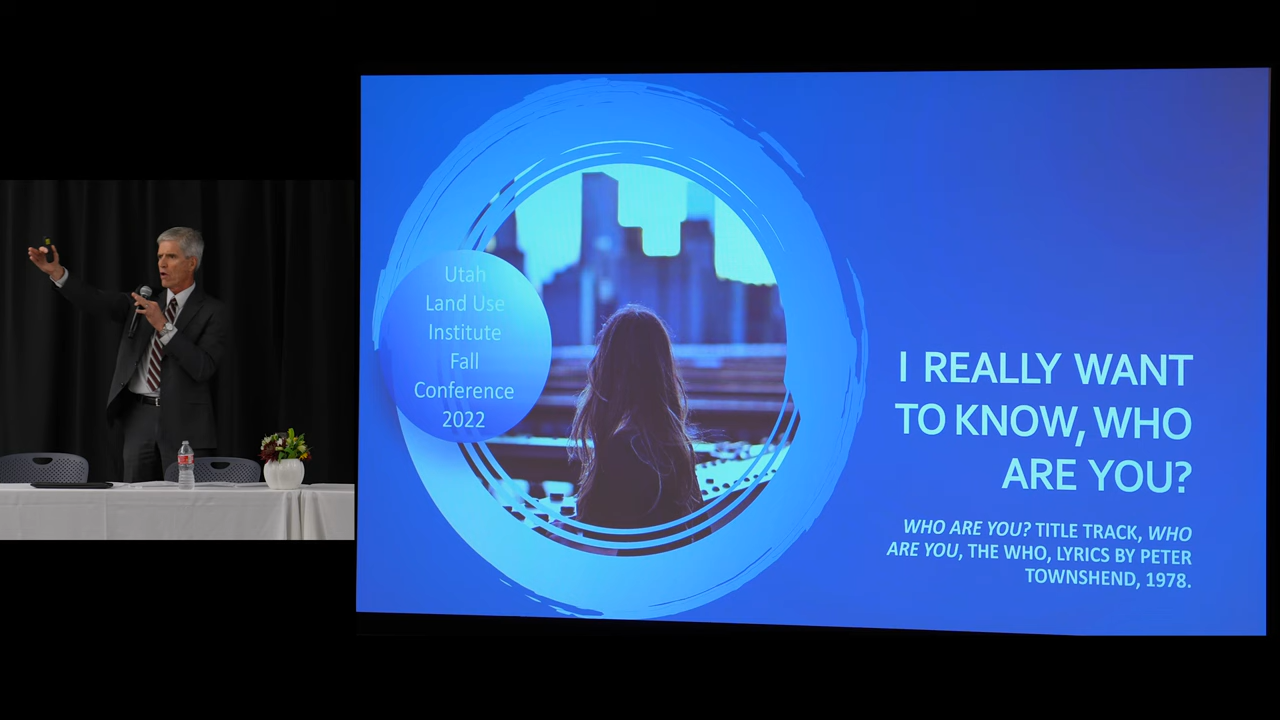 Utah
Land Use
Institute
Fall
Conference
2022
I REALLY WANT
TO KNOW, WHO
ARE YOU?
WHO ARE YOU? TITLE TRACK, WHO
ARE YOU, THE WHO, LYRICS BY PETER
TOWNSHEND, 1978.